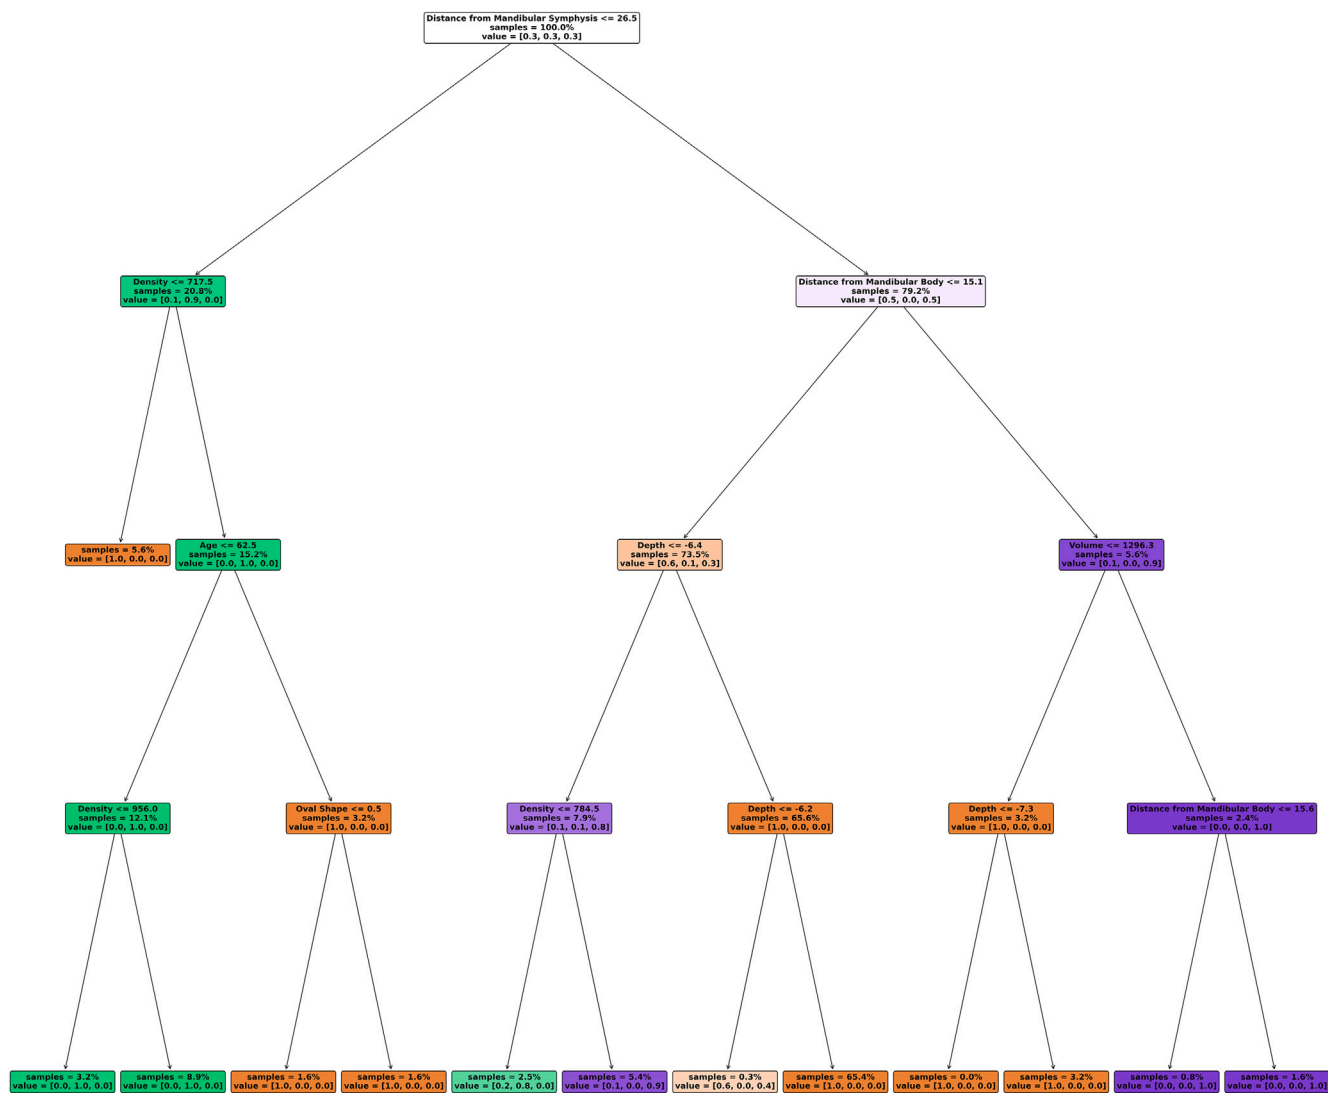 Distance from Mandibular Symphysis <= 26.5
samples = 100.0%
value = [0.3, 0.3, 0.3]
Density <= 717.5
samples = 20.8%
value = [0.1, 0.9, 0.0]
Distance from Mandibular Body <= 15.1
samples = 79.2%
value = [0.5, 0.0, 0.5]
samples = 5.6%
value = [1.0, 0.0, 0.0]
Age <= 62.5
samples = 15.2%
value = [0.0, 1.0, 0.0]
Depth <= -6.4
samples = 73.5%
value = [0.6, 0.1, 0.3]
Volume <= 1296.3
samples = 5.6%
value = [0.1, 0.0, 0.9]
Density <= 956.0
samples = 12.1%
value = [0.0, 1.0, 0.0]
Oval Shape <= 0.5
samples = 3.2%
value = [1.0, 0.0, 0.0]
Density <= 784.5
samples = 7.9%
value = [0.1, 0.1, 0.8]
Depth <= -6.2
samples = 65.6%
value = [1.0, 0.0, 0.0]
Depth <= -7.3
samples = 3.2%
value = [1.0, 0.0, 0.0]
Distance from Mandibular Body <= 15.6
samples = 2.4%
value = [0.0, 0.0, 1.0]
samples = 3.2%
value = [0.0, 1.0, 0.0]
samples = 8.9%
value = [0.0, 1.0, 0.0]
samples = 1.6%
value = [1.0, 0.0, 0.0]
samples = 1.6%
value = [1.0, 0.0, 0.0]
samples = 2.5%
value = [0.2, 0.8, 0.0]
samples = 5.4%
value = [0.1, 0.0, 0.9]
samples = 0.3%
value = [0.6, 0.0, 0.4]
samples = 65.4%
value = [1.0, 0.0, 0.0]
samples = 0.0%
value = [1.0, 0.0, 0.0]
samples = 3.2%
value = [1.0, 0.0, 0.0]
samples = 0.8%
value = [0.0, 0.0, 1.0]
samples = 1.6%
value = [0.0, 0.0, 1.0]